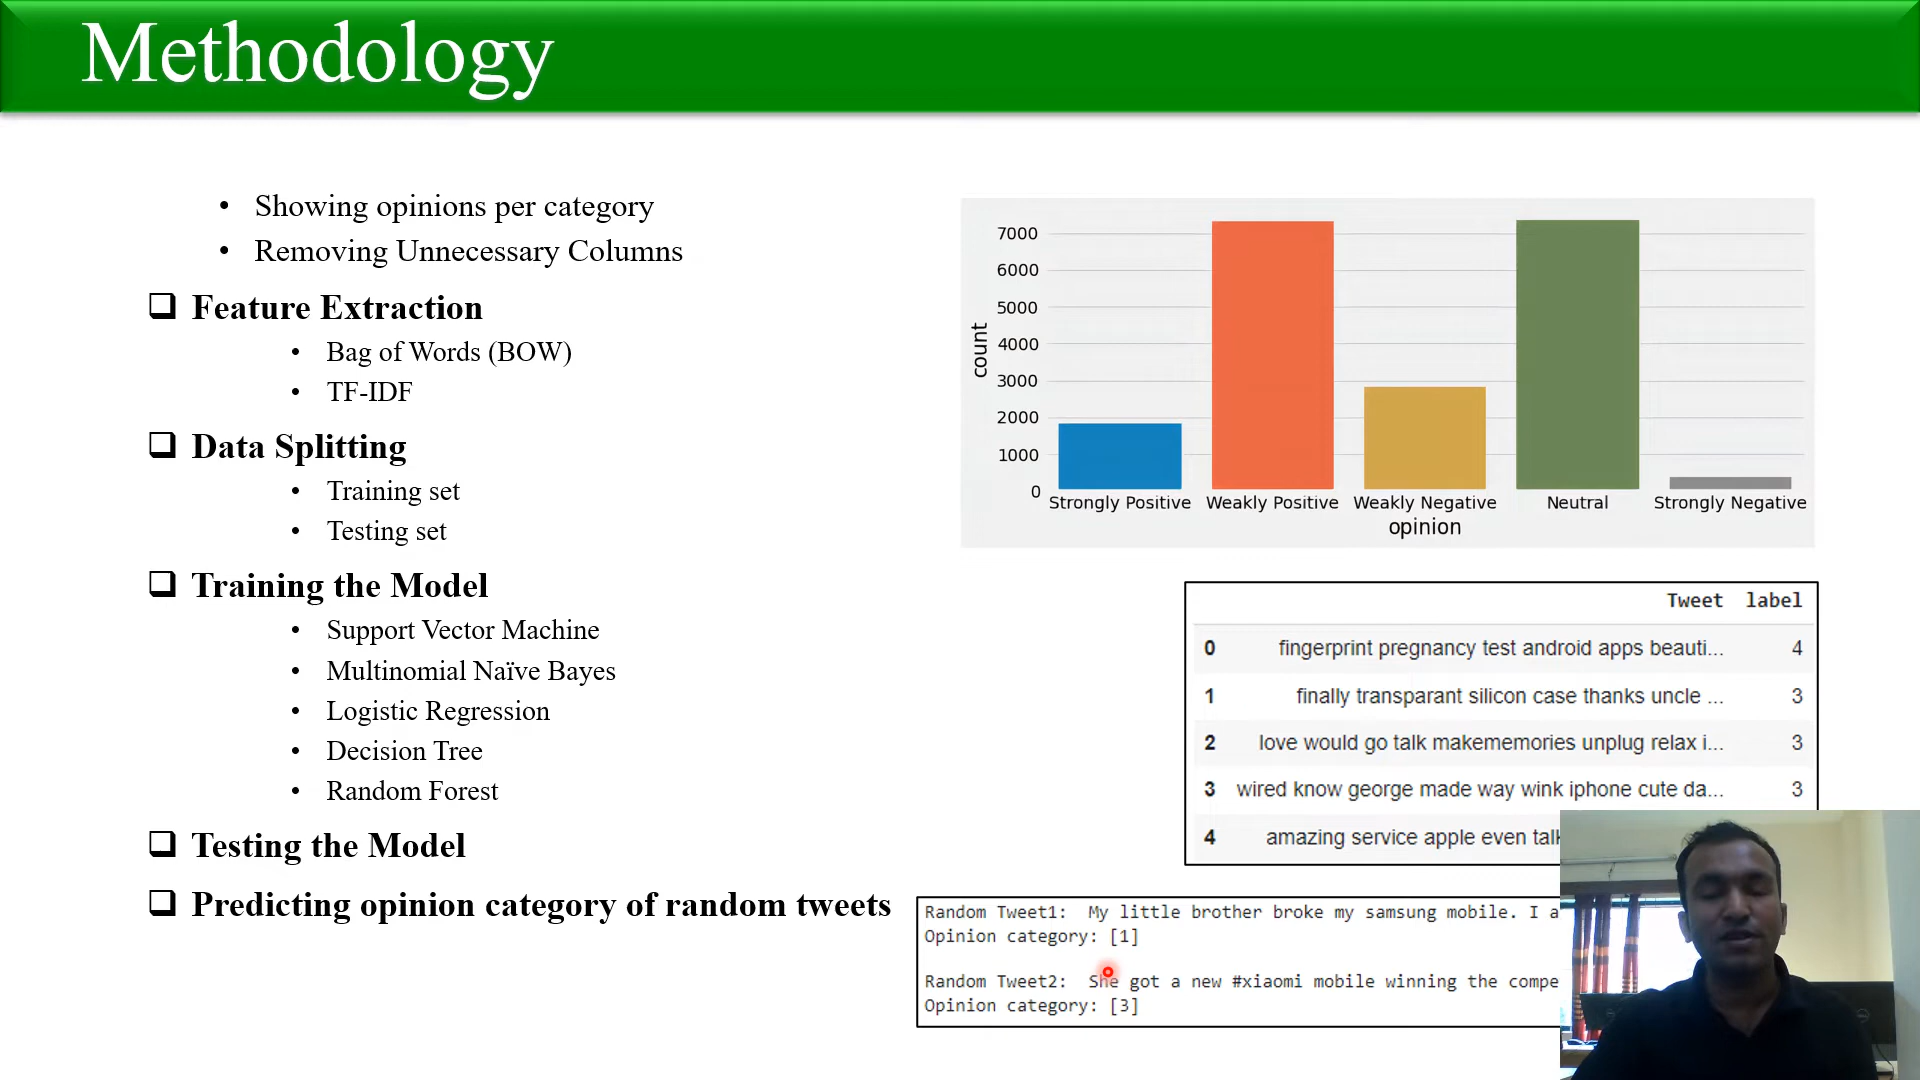 Methodology
• Showing opinions per category
• Removing Unnecessary Columns
❑ Feature Extraction
• Bag of Words (BOW)
• TF-IDF
❑ Data Splitting
• Training set
• Testing set
❑ Training the Model
• Support Vector Machine
• Multinomial Naïve Bayes
• Logistic Regression
• Decision Tree
• Random Forest
❑ Testing the Model
❑ Predicting opinion category of random tweets
count
7000
6000
5000
4000
3000
2000
1000
0
Strongly Positive Weakly Positive Weakly Negative Neutral Strongly Negative
opinion
Tweet label
0 fingerprint pregnancy test android apps beauti... 4
1 finally transparant silicon case thanks uncle ... 3
2 love would go talk makememories unplug relax i... 3
3 wired know george made way wink iphone cute da... 3
4 amazing service apple even talk
Random Tweet1: My little brother broke my samsung mobile. I a
Opinion category: [1]
Random Tweet2: She got a new #xiaomi mobile winning the compe
Opinion category: [3]